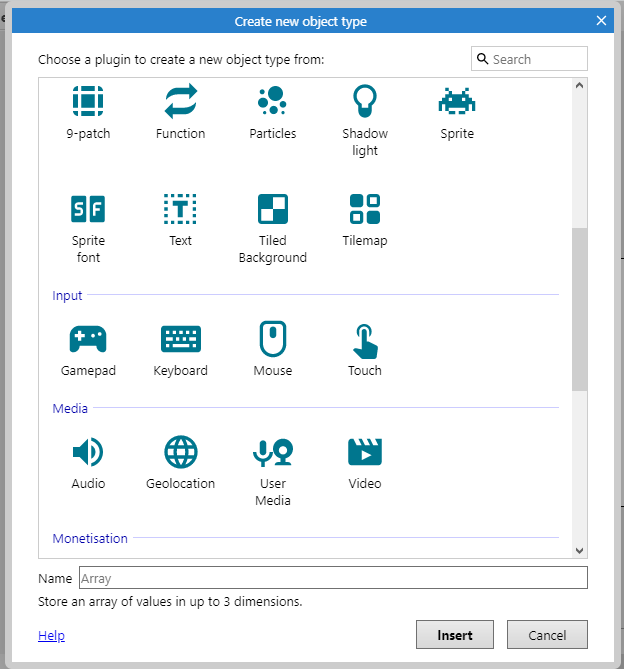 Create new object type
Choose a plugin to create a new object type from:
Search
9-patch
Function
Particles
Shadow
light
Sprite
SF
Sprite
font
T
Text
Tiled
Background
Tilemap
Input
Gamepad
Keyboard
Mouse
Touch
Media
Audio
Geolocation
User
Media
Video
Monetisation
Name Array
Store an array of values in up to 3 dimensions.
Help
Insert
Cancel